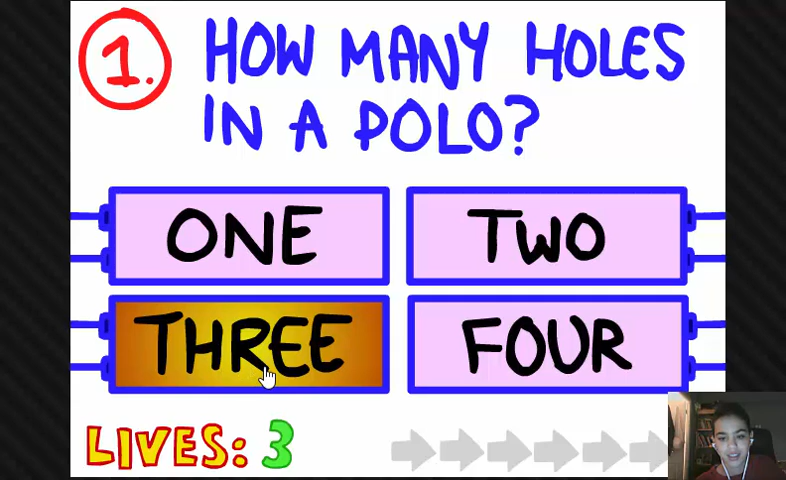 1. HOW MANY HOLES
IN A POLO?
ONE
TWO
THREE
FOUR
LIVES: 3